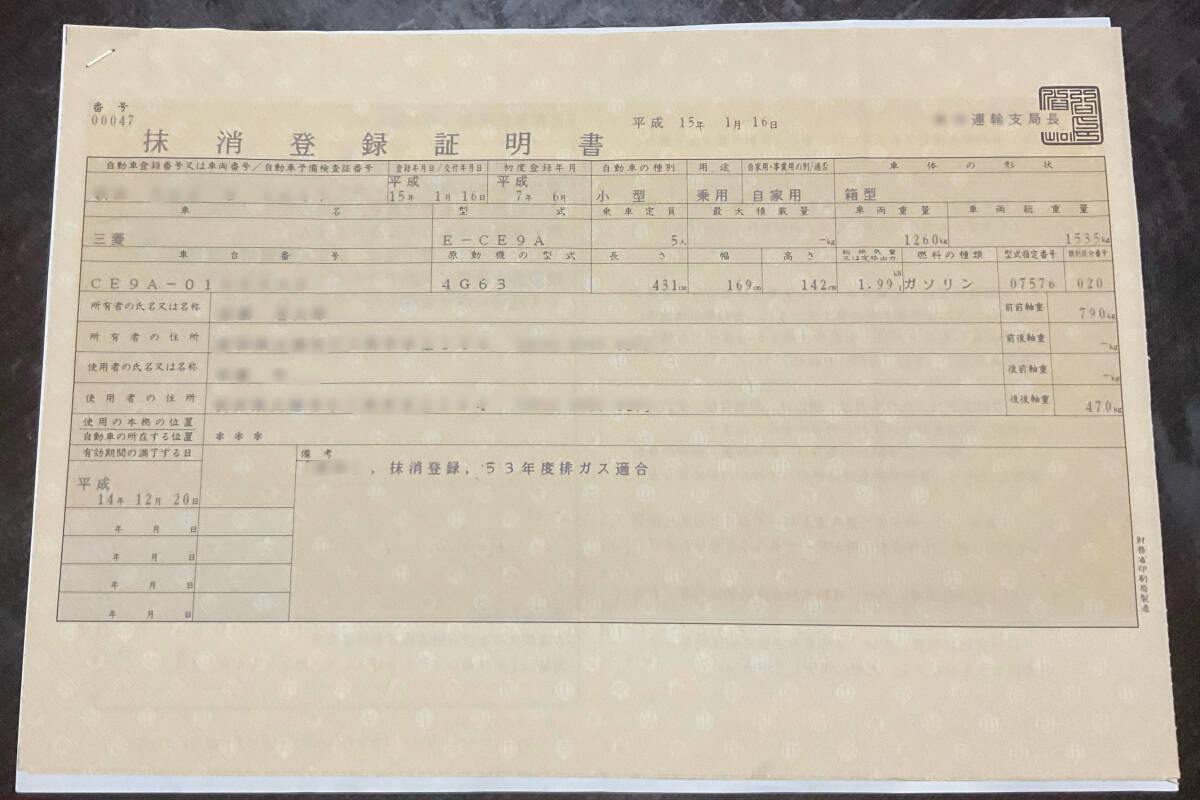 番号
00047
平成 15年 1月 16日
運輸支局長
抹消登録証明書
自動車登録番号又は車両番号／自動車予備検査証番号 登録年月日／交付年月日 初度登録年月 自動車の種別 用途 自家用・事業用の別／適否 車体の形状
平成 15年 1月 16日 平成 7年 6月 小型 乗用 自家用 箱型
車名 型式 乗車定員 最大積載量 車両重量 車両総重量
三菱 E－CE9A 5人 －kg 1260kg 1535kg
車台番号 原動機の型式 長さ 幅 高さ 総排気量又は定格出力 燃料の種類 型式指定番号 類別区分番号
CE9A－01 4G63 431cm 169cm 142cm 1.99 ガソリン 07576 020
所有者の氏名又は名称 前前軸重 790kg
所有者の住所 前後軸重 －kg
使用者の氏名又は名称 後前軸重 －kg
使用者の住所 後後軸重 470kg
使用の本拠の位置
自動車の所在する位置 ＊＊＊
有効期間の満了する日 備考
，抹消登録，53年度排ガス適合
平成
14年 12月 20日
年 月 日
年 月 日
年 月 日
年 月 日
財務省印刷局製造